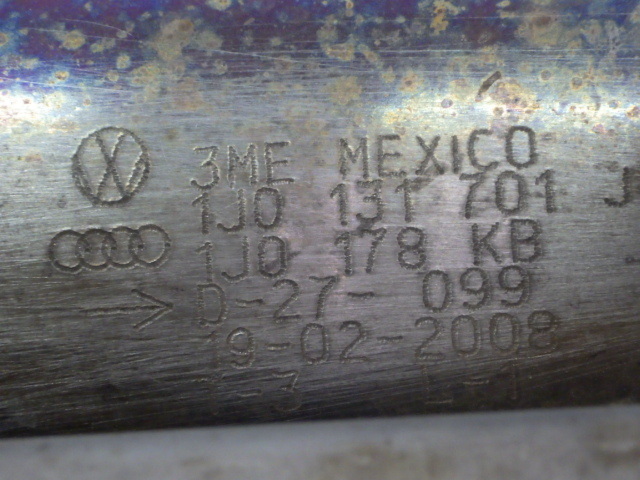 3ME MEXICO
1J0 131 701 J
1J0 178 KB
D-27- 099
19-02-2008